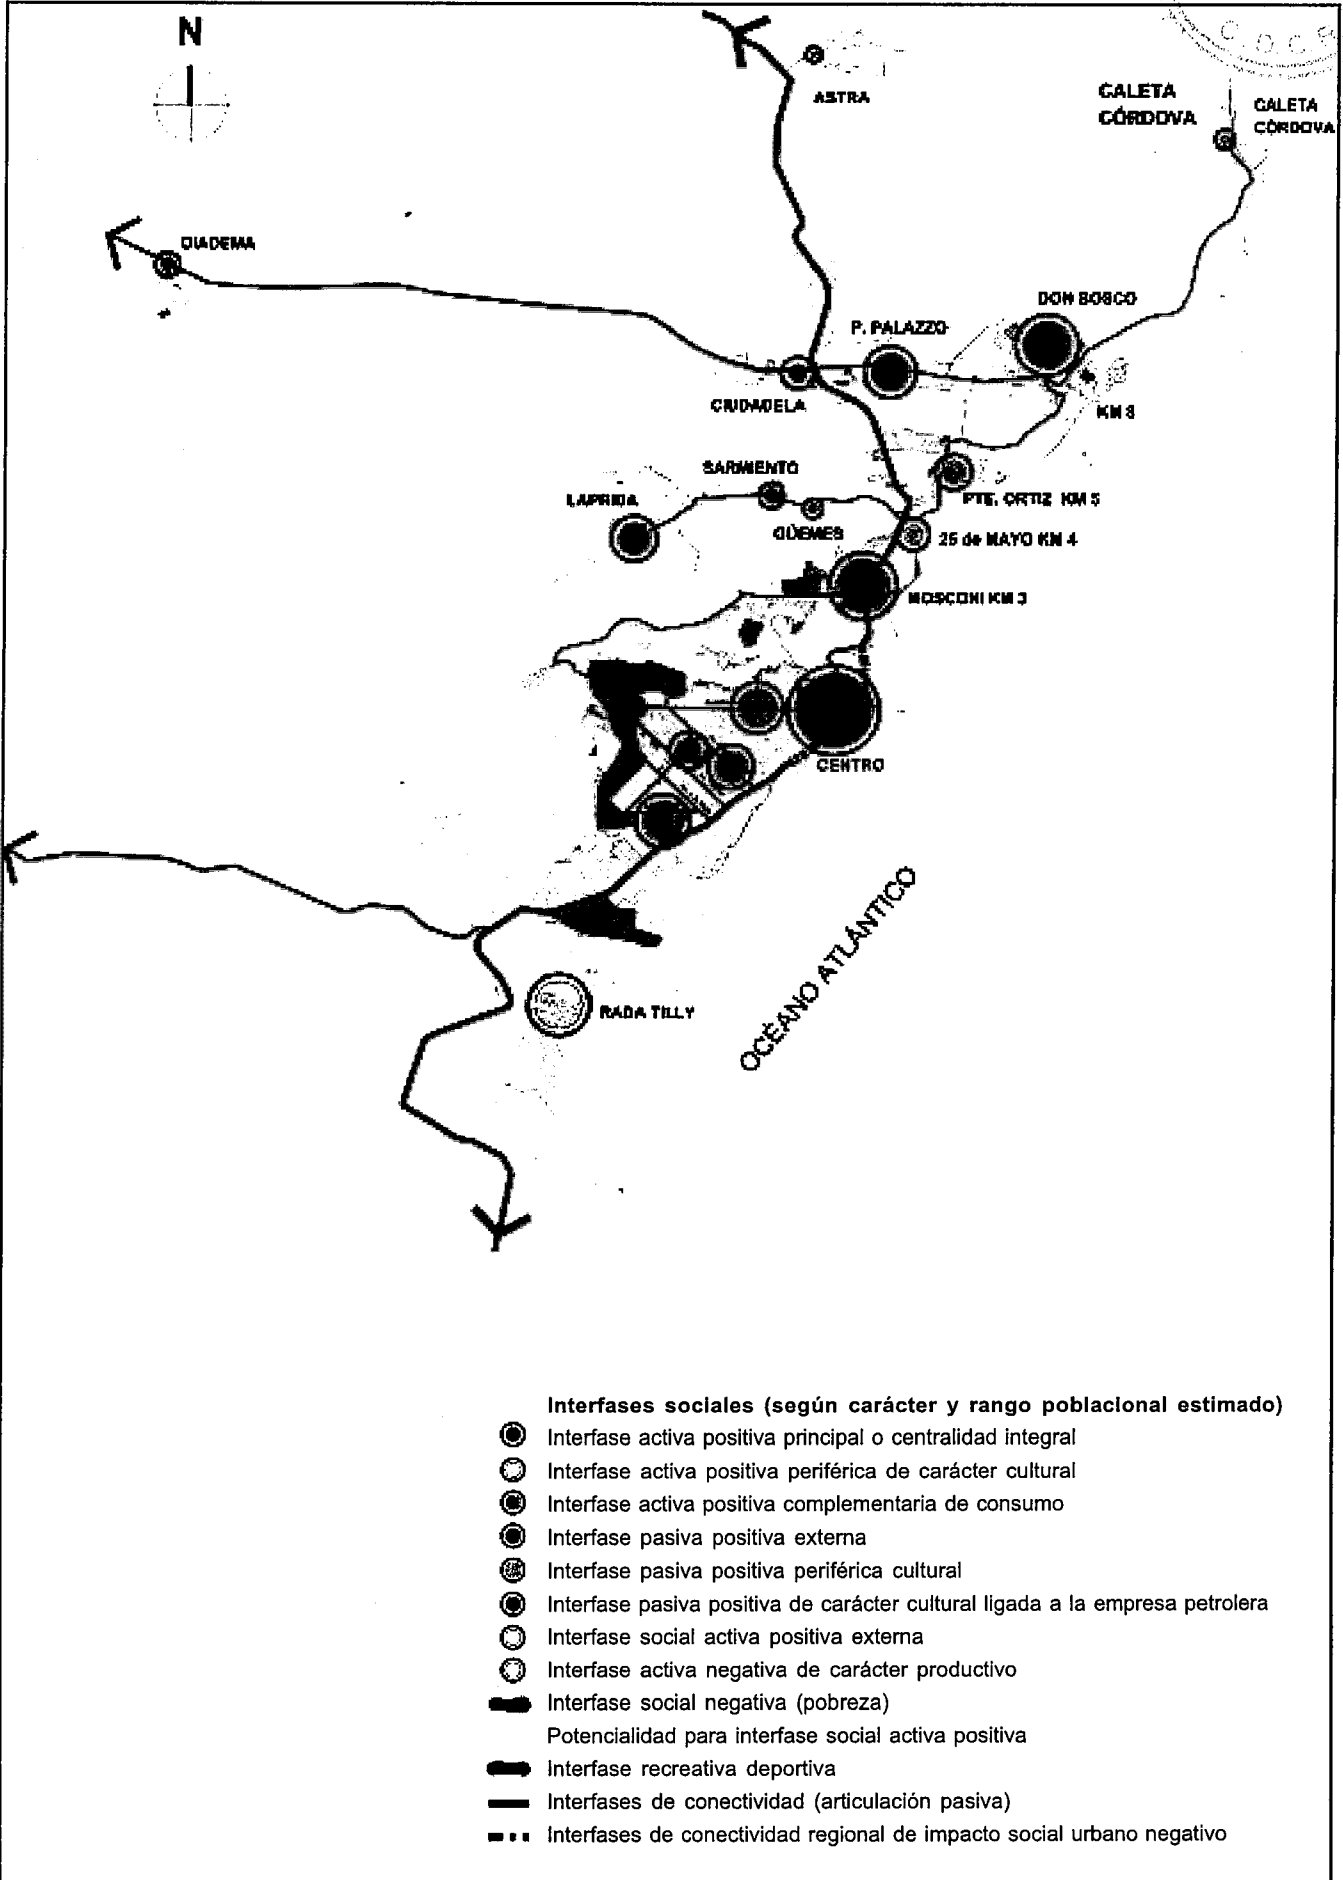 N
ASTRA
CALETA
CÓRDOVA
CALETA
CÓRDOVA
DIADEMA
DON BOSCO
P. PALAZZO
CIUDADELA
KM 8
SARMIENTO
LAPRIDA
PTE. ORTIZ KM 5
GÜEMES
25 de MAYO KM 4
MOSCONI KM 3
CENTRO
OCÉANO ATLÁNTICO
RADA TILLY
Interfases sociales (según carácter y rango poblacional estimado)
Interfase activa positiva principal o centralidad integral
Interfase activa positiva periférica de carácter cultural
Interfase activa positiva complementaria de consumo
Interfase pasiva positiva externa
Interfase pasiva positiva periférica cultural
Interfase pasiva positiva de carácter cultural ligada a la empresa petrolera
Interfase social activa positiva externa
Interfase activa negativa de carácter productivo
Interfase social negativa (pobreza)
Potencialidad para interfase social activa positiva
Interfase recreativa deportiva
Interfases de conectividad (articulación pasiva)
Interfases de conectividad regional de impacto social urbano negativo